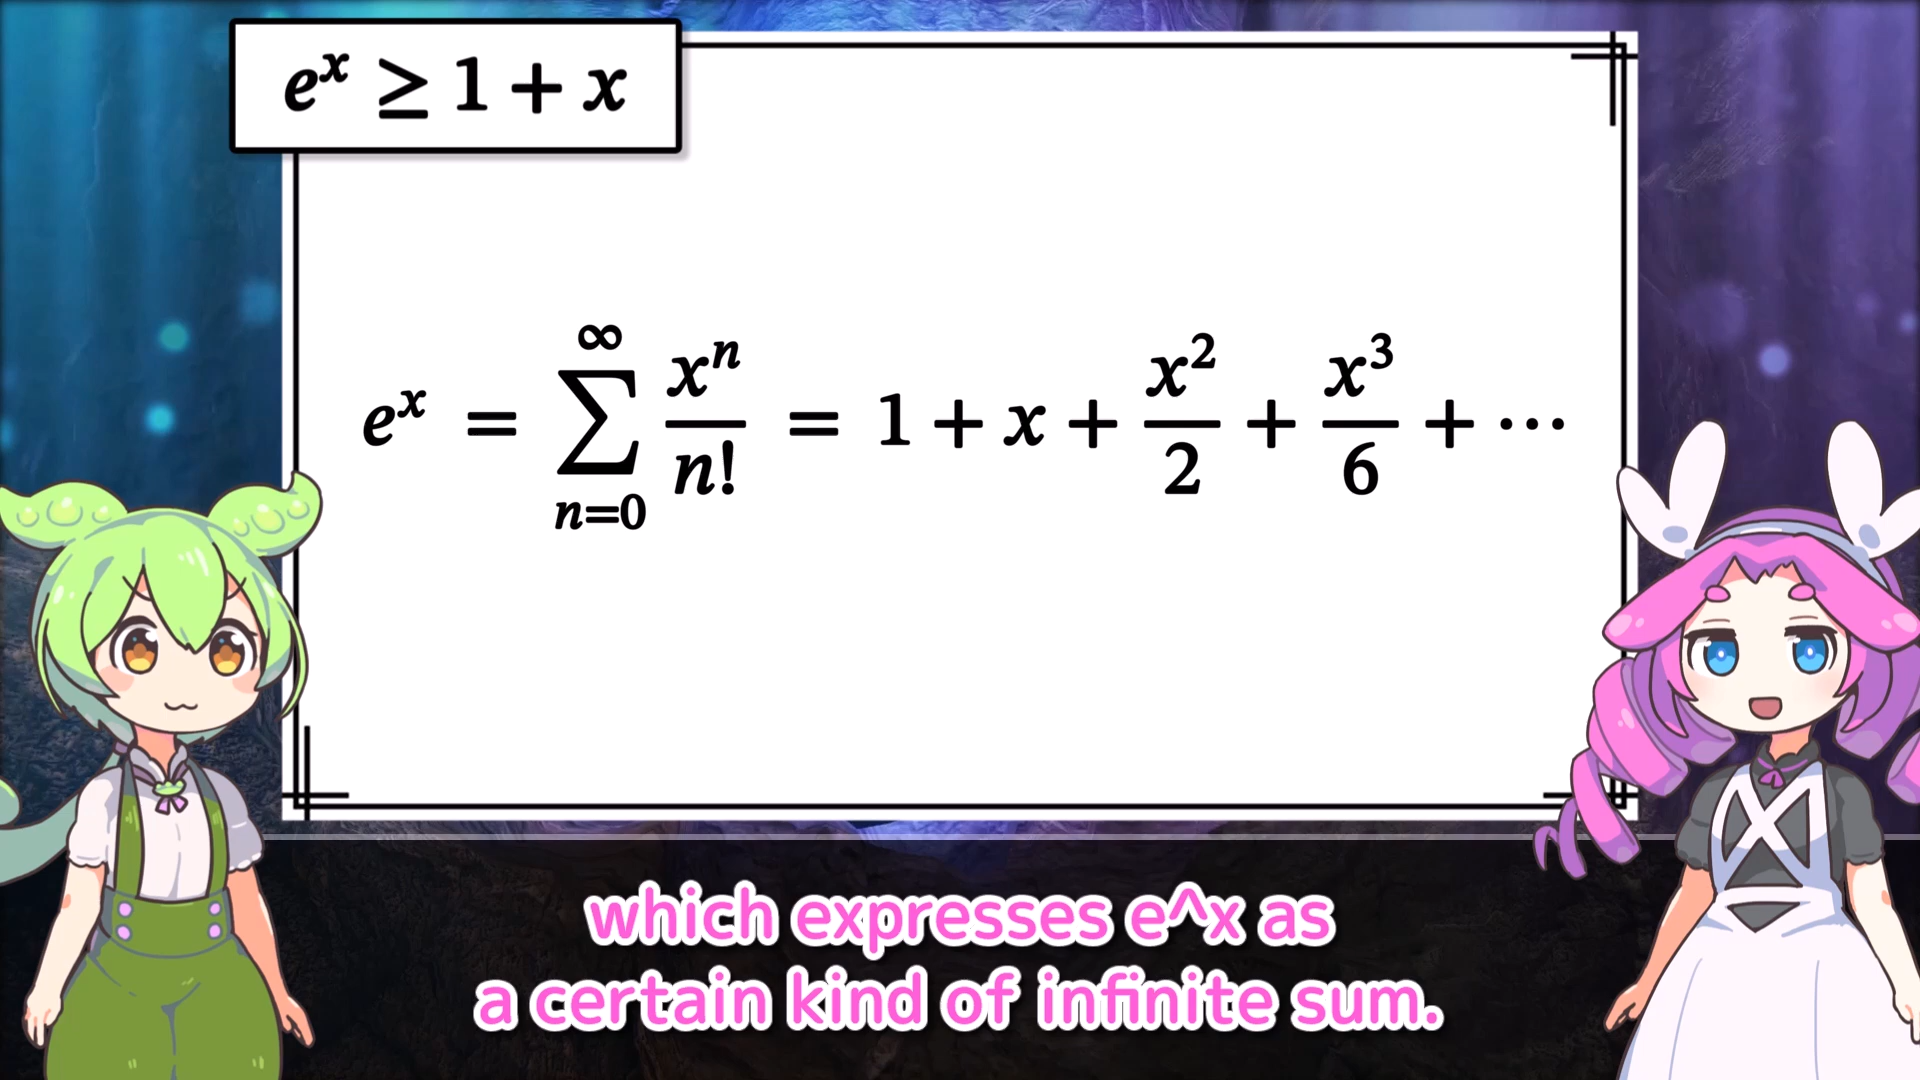 e^x ≥ 1 + x
e^x = ∑_{n=0}^{∞} x^n/n! = 1 + x + x^2/2 + x^3/6 + ⋯
which expresses e^x as
a certain kind of infinite sum.